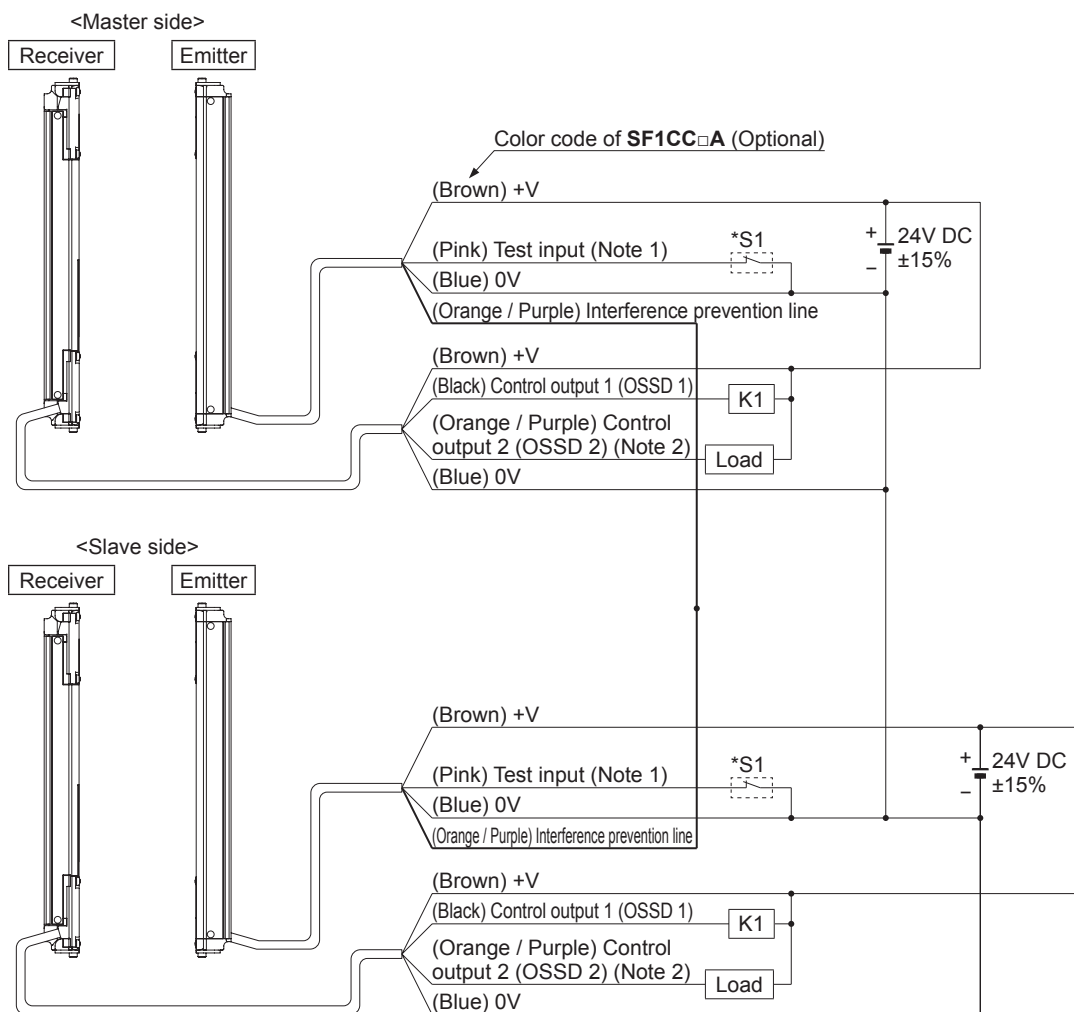 <Master side>
Receiver
Emitter
Color code of SF1CC□A (Optional)
(Brown) +V
(Pink) Test input (Note 1)
*S1
+
24V DC
±15%
−
(Blue) 0V
(Orange / Purple) Interference prevention line
(Brown) +V
(Black) Control output 1 (OSSD 1)
K1
(Orange / Purple) Control
output 2 (OSSD 2) (Note 2)
Load
(Blue) 0V
<Slave side>
Receiver
Emitter
(Brown) +V
(Pink) Test input (Note 1)
*S1
+
24V DC
±15%
−
(Blue) 0V
(Orange / Purple) Interference prevention line
(Brown) +V
(Black) Control output 1 (OSSD 1)
K1
(Orange / Purple) Control
output 2 (OSSD 2) (Note 2)
Load
(Blue) 0V